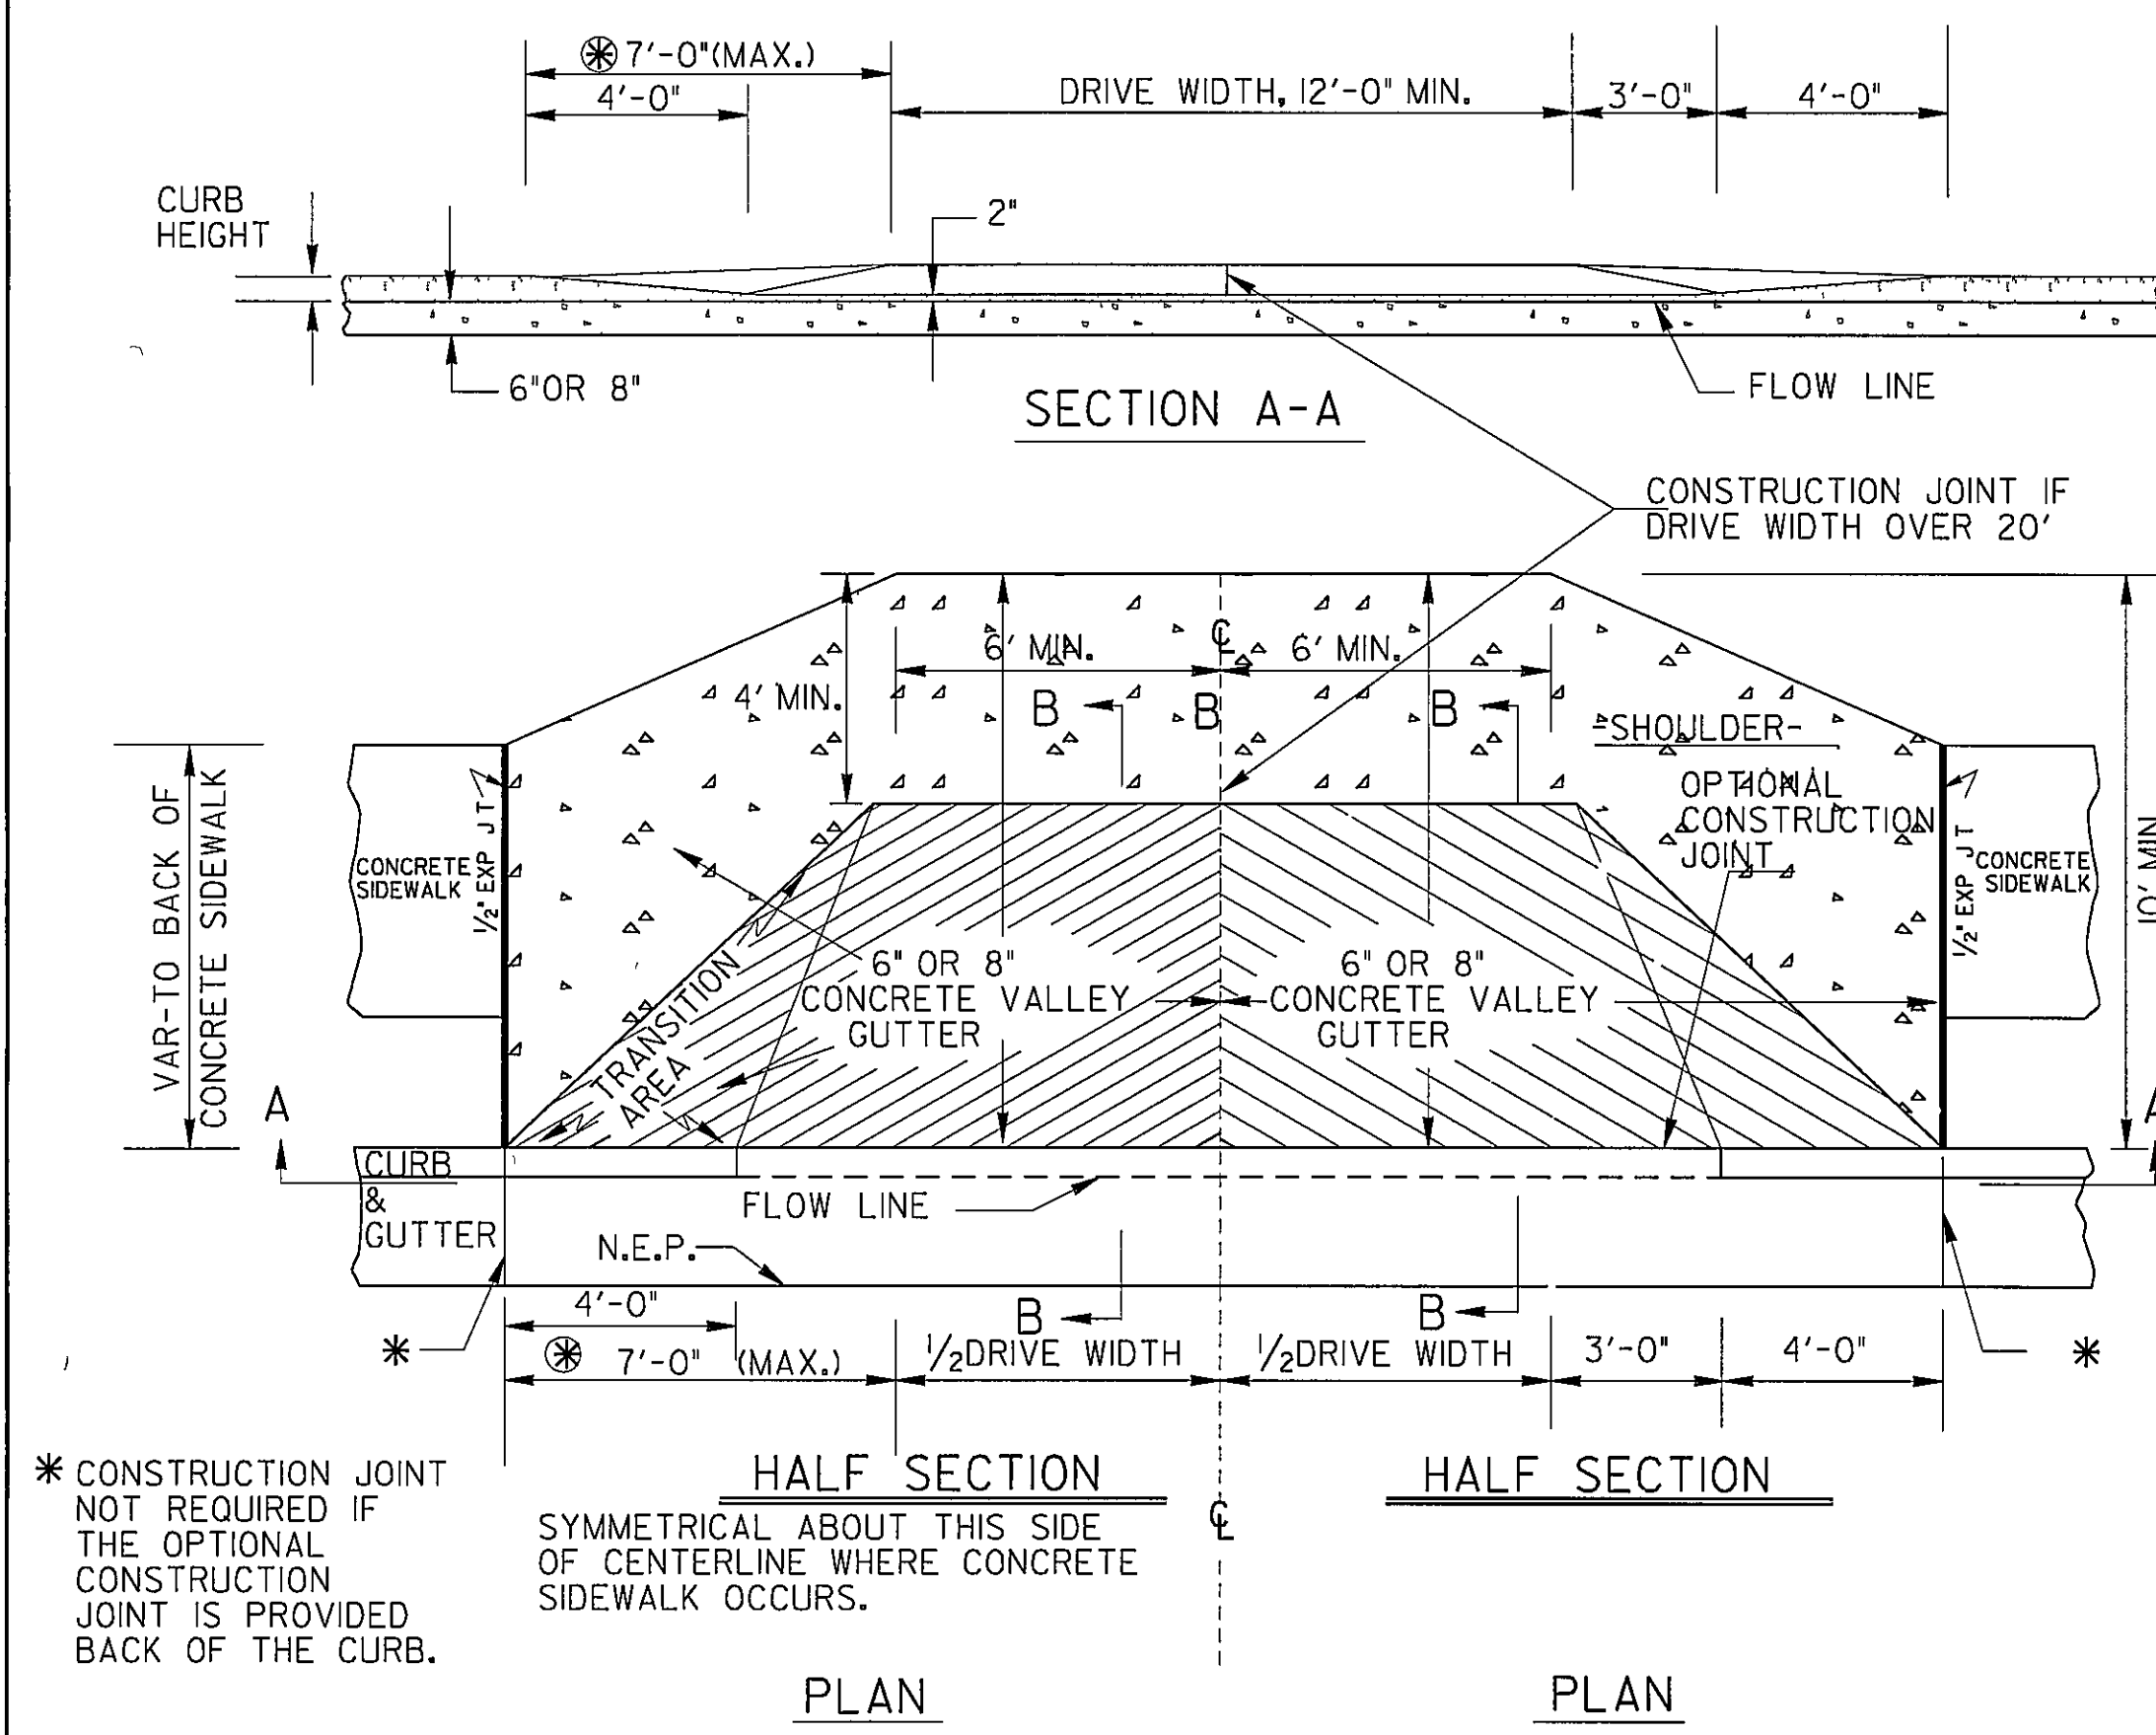 ⊛ 7'-0"(MAX.)
4'-0"
DRIVE WIDTH, 12'-0" MIN.
3'-0"
4'-0"
CURB
HEIGHT
2"
6"OR 8"
FLOW LINE
SECTION A-A
CONSTRUCTION JOINT IF
DRIVE WIDTH OVER 20'
6' MIN.
℄
6' MIN.
4' MIN.
B
B
B
-SHOULDER-
OPTIONAL
CONSTRUCTION
JOINT
VAR-TO BACK OF
CONCRETE SIDEWALK
CONCRETE
SIDEWALK
1/2" EXP JT
1/2" EXP JT
CONCRETE
SIDEWALK
10' MIN
TRANSITION
AREA
6" OR 8"
CONCRETE VALLEY
GUTTER
6" OR 8"
CONCRETE VALLEY
GUTTER
A
A
CURB
&
GUTTER
FLOW LINE
N.E.P.
4'-0"
B
B
*
⊛ 7'-0" (MAX.)
1/2DRIVE WIDTH
1/2DRIVE WIDTH
3'-0"
4'-0"
*
* CONSTRUCTION JOINT
NOT REQUIRED IF
THE OPTIONAL
CONSTRUCTION
JOINT IS PROVIDED
BACK OF THE CURB.
HALF SECTION
HALF SECTION
℄
SYMMETRICAL ABOUT THIS SIDE
OF CENTERLINE WHERE CONCRETE
SIDEWALK OCCURS.
PLAN
PLAN